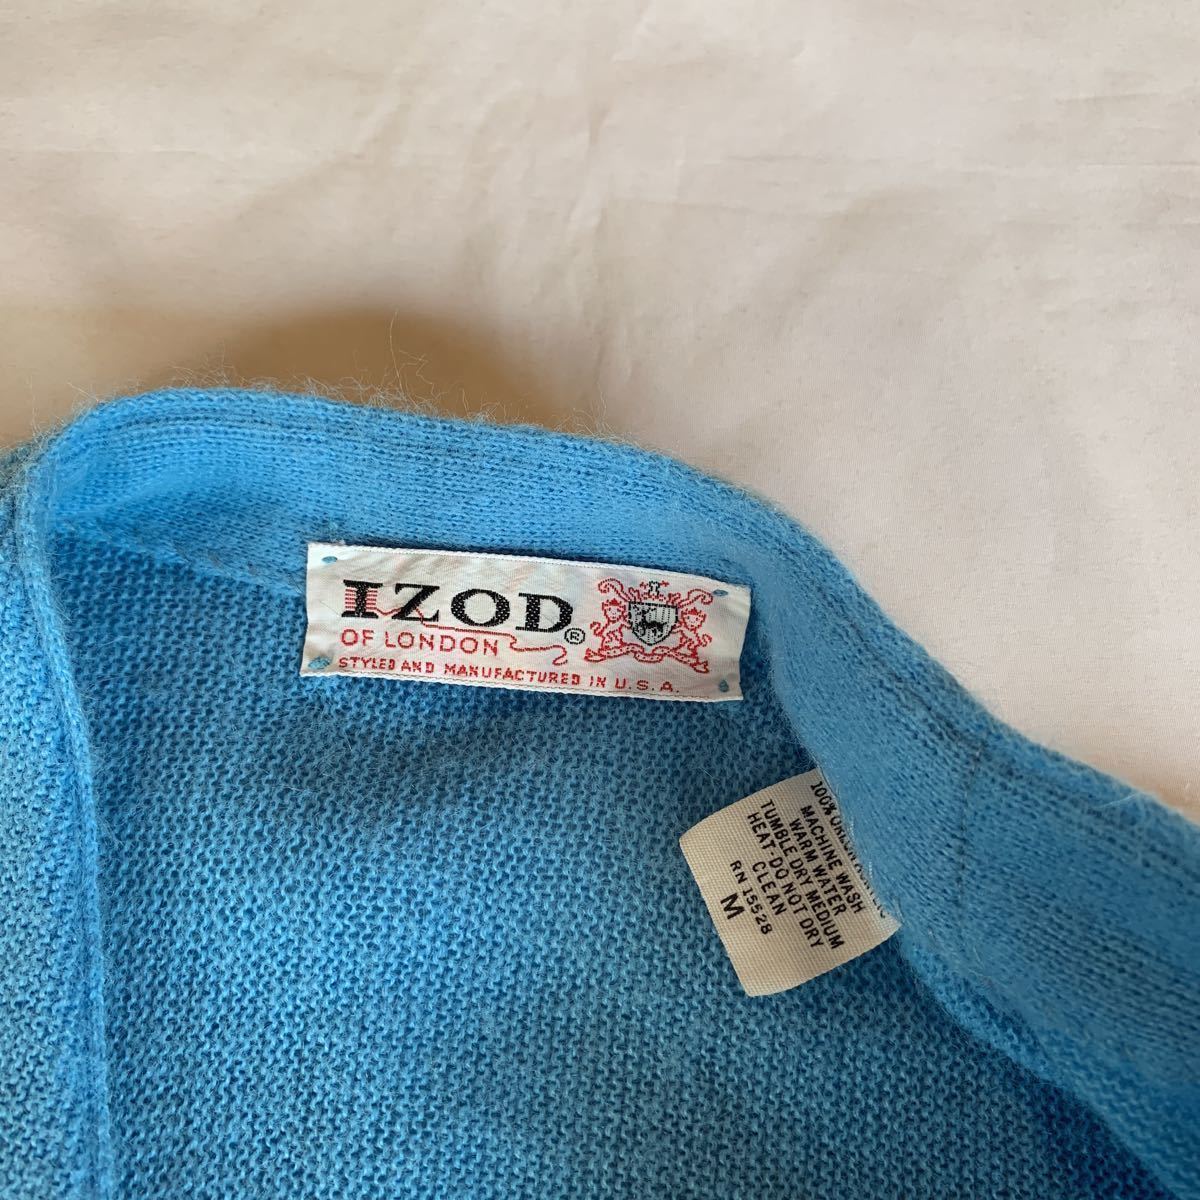 IZOD®
OF LONDON
STYLED AND MANUFACTURED IN U.S.A.
100%
MACHINE WASH
WARM WATER
TUMBLE DRY MEDIUM
HEAT DO NOT DRY
CLEAN
RN 15528
M